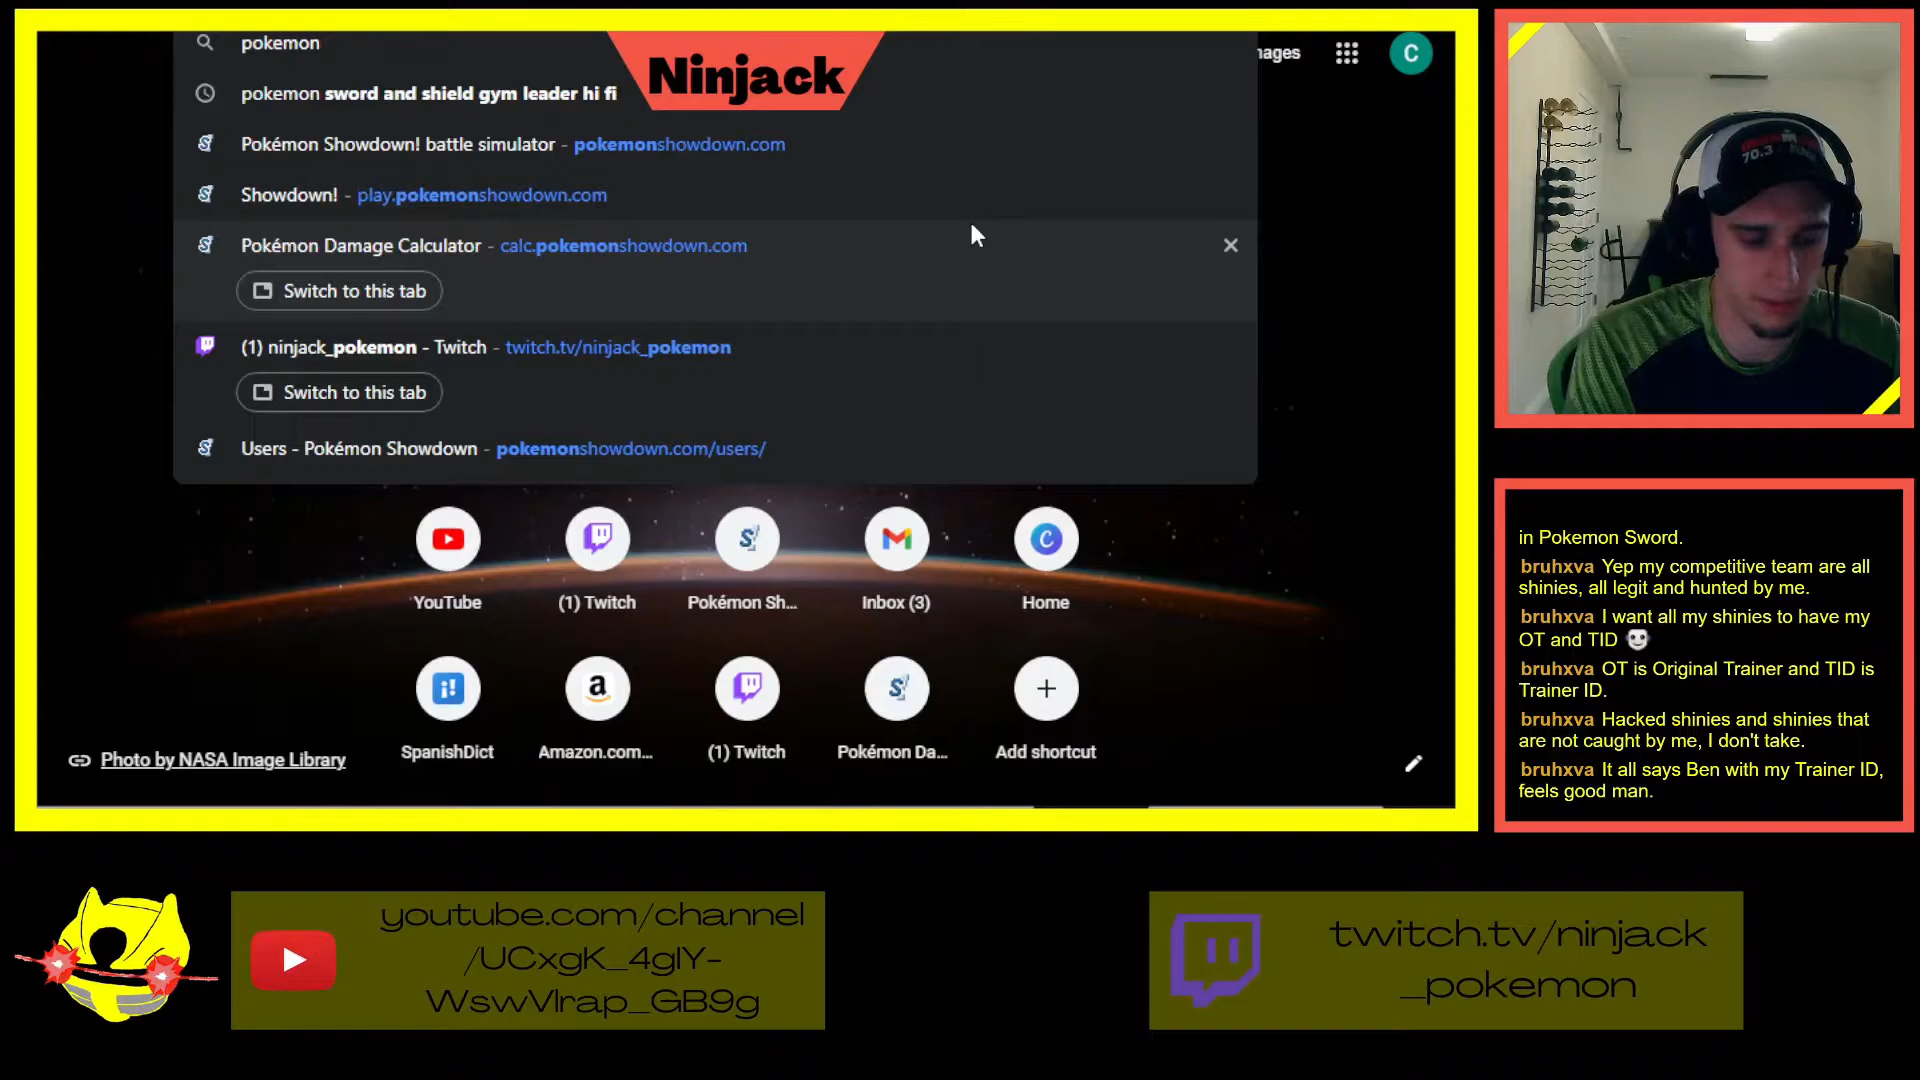 pokemon
pokemon sword and shield gym leader hi fi
Pokémon Showdown! battle simulator - pokemonshowdown.com
Showdown! - play.pokemonshowdown.com
Pokémon Damage Calculator - calc.pokemonshowdown.com
Switch to this tab
(1) ninjack_pokemon - Twitch - twitch.tv/ninjack_pokemon
Switch to this tab
Users - Pokémon Showdown - pokemonshowdown.com/users/
Ninjack
C
YouTube
(1) Twitch
Pokémon Sh...
Inbox (3)
Home
SpanishDict
Amazon.com...
(1) Twitch
Pokémon Da...
Add shortcut
Photo by NASA Image Library
70.3
in Pokemon Sword.
bruhxva Yep my competitive team are all
shinies, all legit and hunted by me.
bruhxva I want all my shinies to have my
OT and TID
bruhxva OT is Original Trainer and TID is
Trainer ID.
bruhxva Hacked shinies and shinies that
are not caught by me, I don't take.
bruhxva It all says Ben with my Trainer ID,
feels good man.
youtube.com/channel
/UCxgK_4glY-
WswVlrap_GB9g
twitch.tv/ninjack
_pokemon